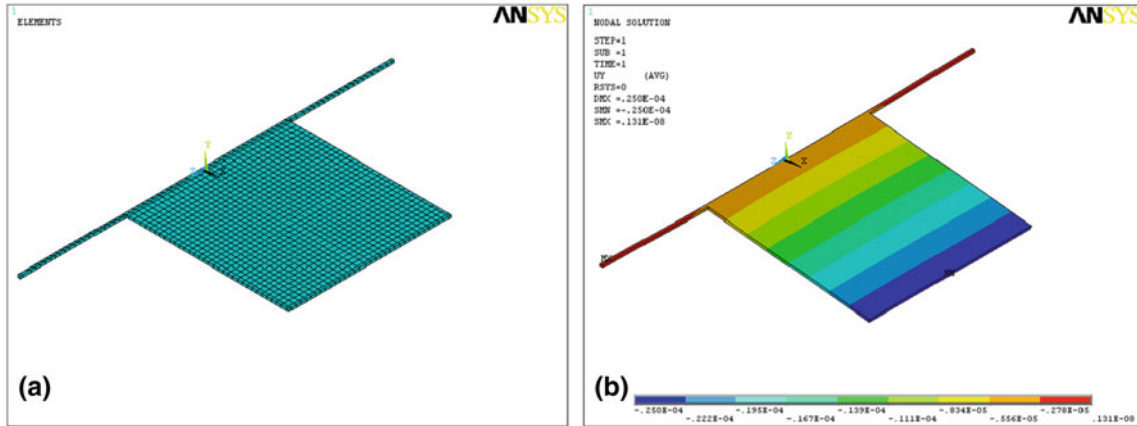 1
ELEMENTS
ANSYS
Y
Z
(a)
1
NODAL SOLUTION
ANSYS
STEP=1
SUB =1
TIME=1
UY (AVG)
RSYS=0
DMX =.250E-04
SMN =-.250E-04
SMX =.131E-08
Y
Z X
MX
MN
(b)
-.250E-04 -.195E-04 -.139E-04 -.834E-05 -.278E-05
-.222E-04 -.167E-04 -.111E-04 -.556E-05 .131E-08